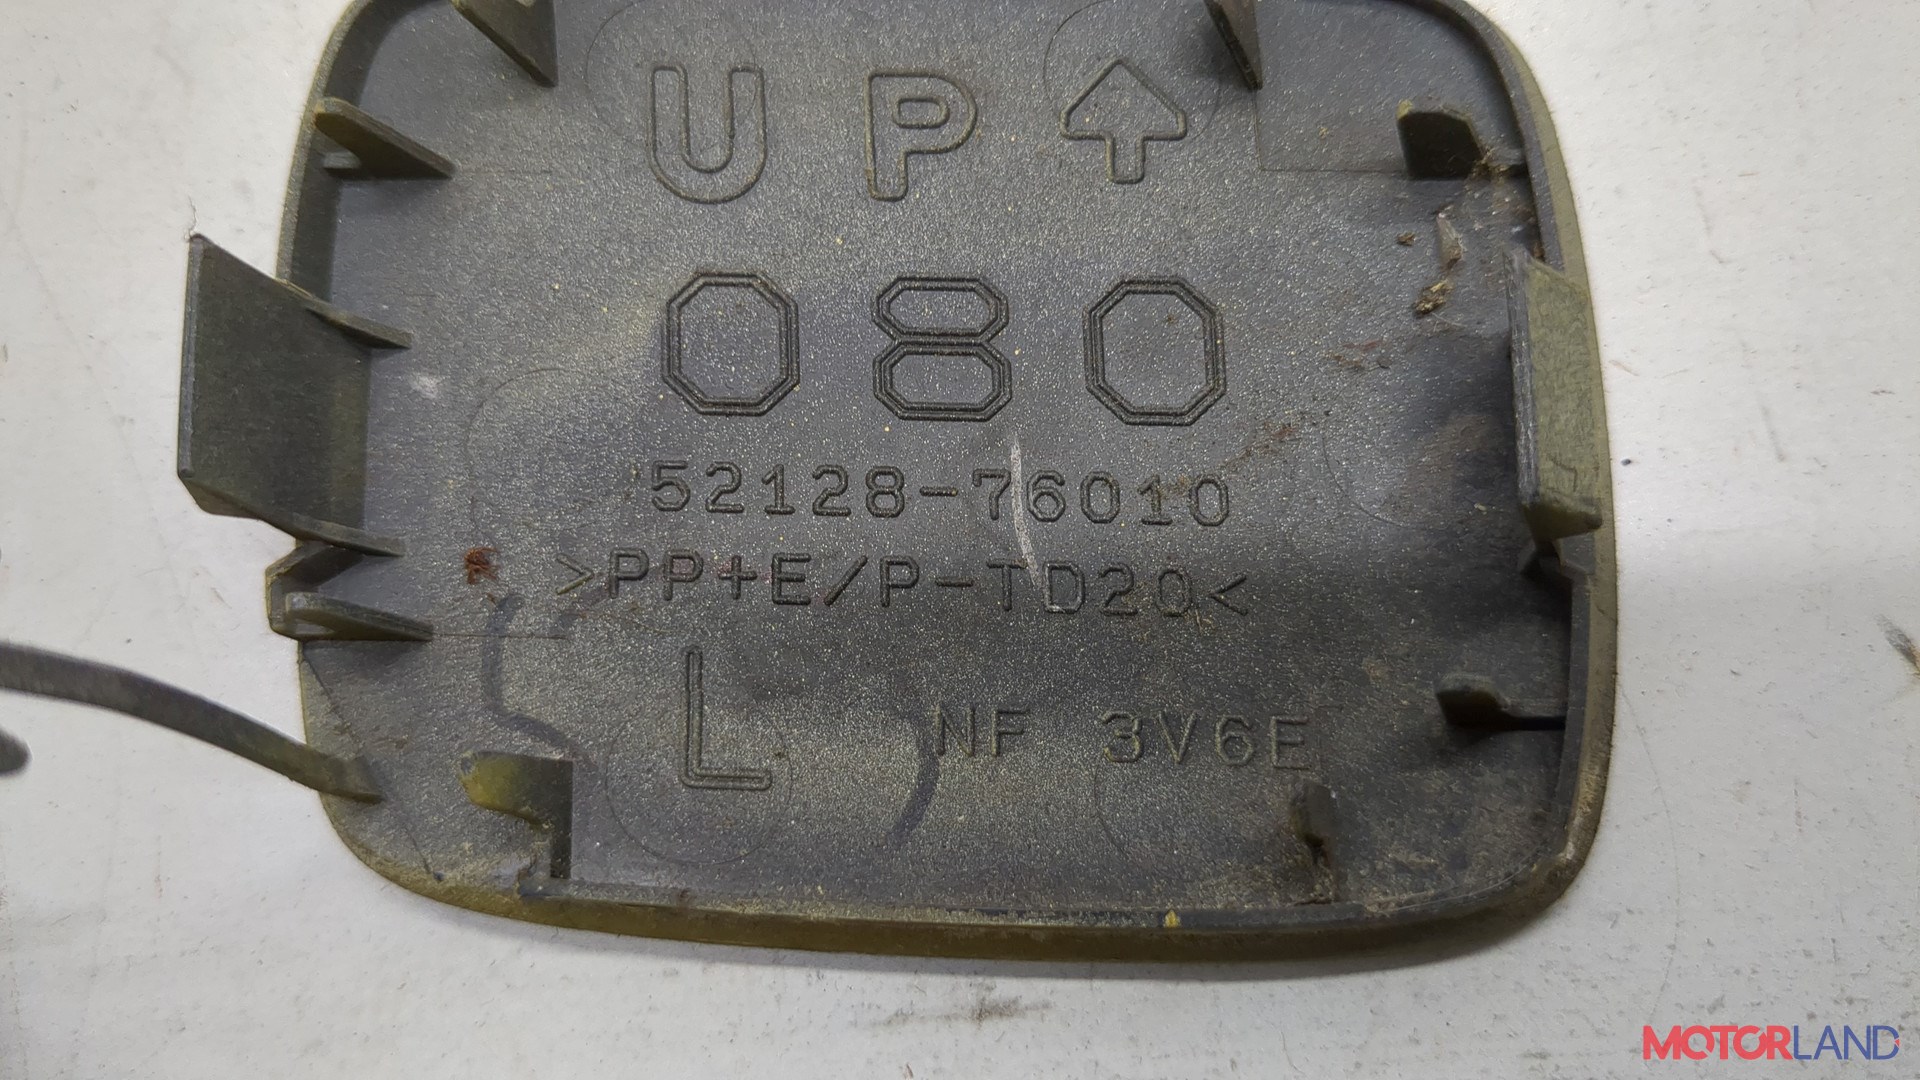 UP↑
080
52128-76010
>PP+E/P-TD20<
L NF 3V6E
MOTORLAND